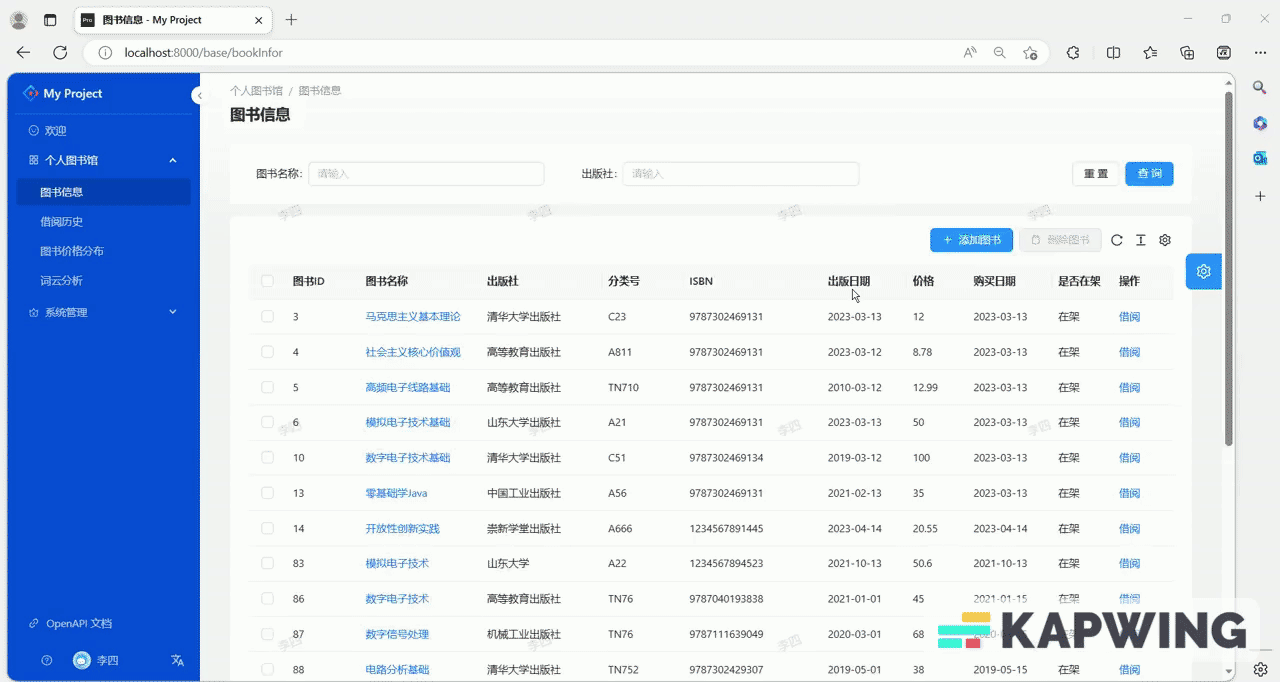 图书信息 - My Project
localhost:8000/base/bookInfor
My Project
欢迎
个人图书馆
图书信息
借阅历史
图书价格分布
词云分析
系统管理
OpenAPI 文档
李四
个人图书馆 / 图书信息
图书信息
图书名称: 请输入 出版社: 请输入 重 置 查 询
李四 李四 李四 李四
+ 添加图书 删除图书
图书ID 图书名称 出版社 分类号 ISBN 出版日期 价格 购买日期 是否在架 操作
3 马克思主义基本理论 清华大学出版社 C23 9787302469131 2023-03-13 12 2023-03-13 在架 借阅
4 社会主义核心价值观 高等教育出版社 A811 9787302469131 2023-03-12 8.78 2023-03-13 在架 借阅
5 高频电子线路基础 高等教育出版社 TN710 9787302469131 2010-03-12 12.99 2023-03-13 在架 借阅
6 模拟电子技术基础 山东大学出版社 A21 9787302469131 2023-03-13 50 2023-03-13 在架 借阅
李四 李四 李四 李四
10 数字电子技术基础 清华大学出版社 C51 9787302469134 2019-03-12 100 2023-03-13 在架 借阅
13 零基础学Java 中国工业出版社 A56 9787302469131 2021-02-13 35 2023-03-13 在架 借阅
14 开放性创新实践 崇新学堂出版社 A666 1234567891445 2023-04-14 20.55 2023-04-14 在架 借阅
83 模拟电子技术 山东大学 A22 1234567894523 2021-10-13 50.6 2021-10-13 在架 借阅
86 数字电子技术 高等教育出版社 TN76 9787040193838 2021-01-01 45 2021-01-15 在架 借阅
87 数字信号处理 机械工业出版社 TN76 9787111639049 2020-03-01 68
李四 李四 李四
88 电路分析基础 清华大学出版社 TN752 9787302429307 2019-05-01 38 2019-05-15 在架 借阅
KAPWING